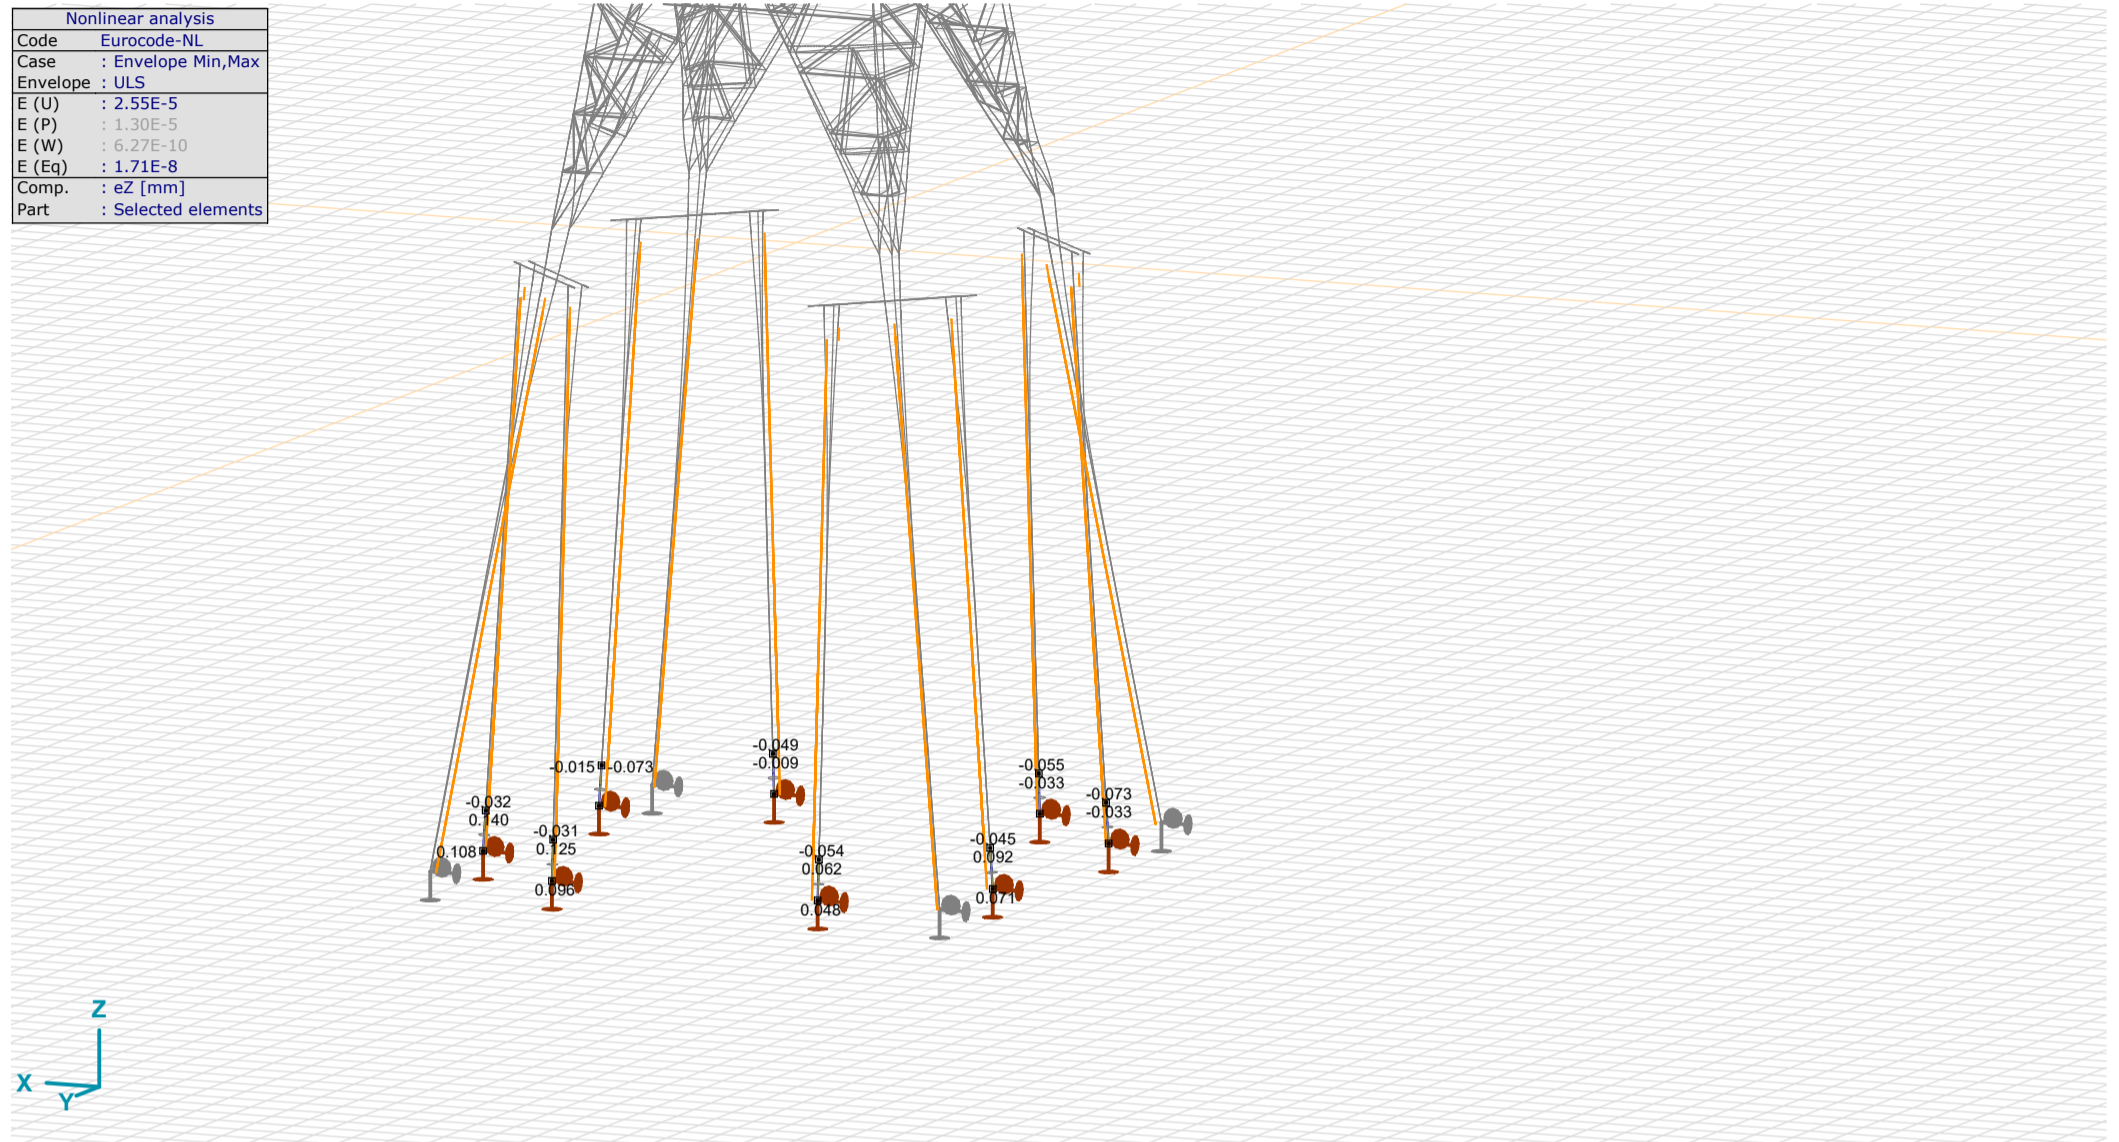 Nonlinear analysis
Code Eurocode-NL
Case : Envelope Min,Max
Envelope : ULS
E (U) : 2.55E-5
E (P) : 1.30E-5
E (W) : 6.27E-10
E (Eq) : 1.71E-8
Comp. : eZ [mm]
Part : Selected elements
-0.049
-0.009
-0.015
-0.073
-0.055
-0.033
-0.073
-0.033
-0.032
0.140
0.108
-0.031
0.125
0.096
-0.054
0.062
0.048
-0.045
0.092
0.071
Z
X
Y